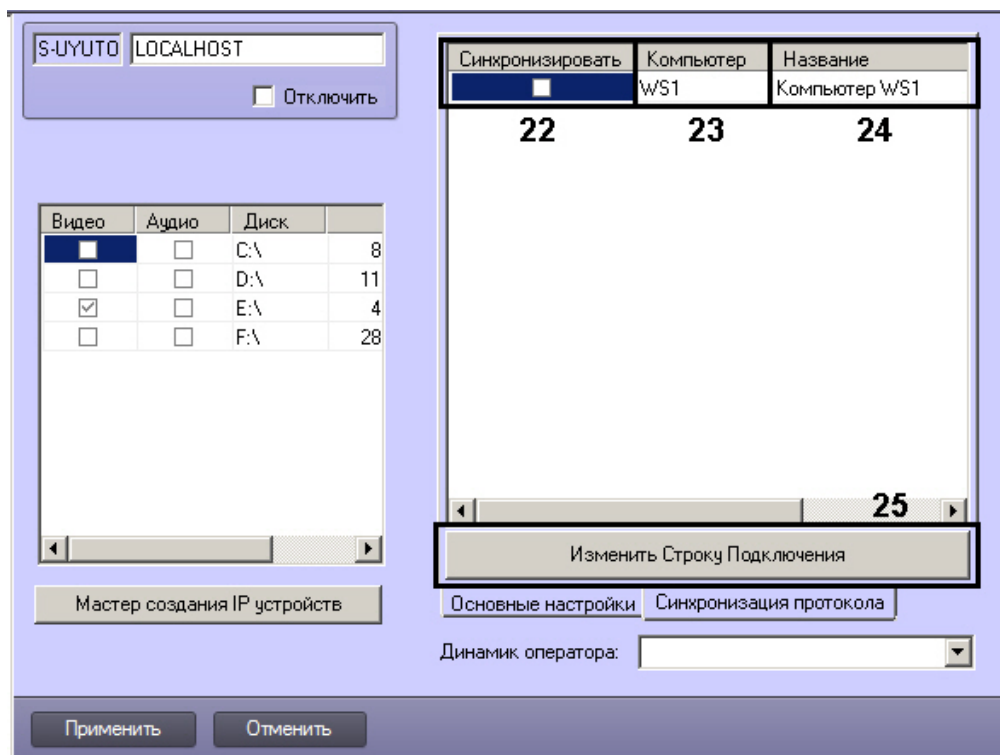 S-UYUTO LOCALHOST
Отключить
Видео Аудио Диск
C:\ 8
D:\ 11
E:\ 4
F:\ 28
Мастер создания IP устройств
Синхронизировать Компьютер Название
WS1 Компьютер WS1
22 23 24
25
Изменить Строку Подключения
Основные настройки Синхронизация протокола
Динамик оператора:
Применить Отменить